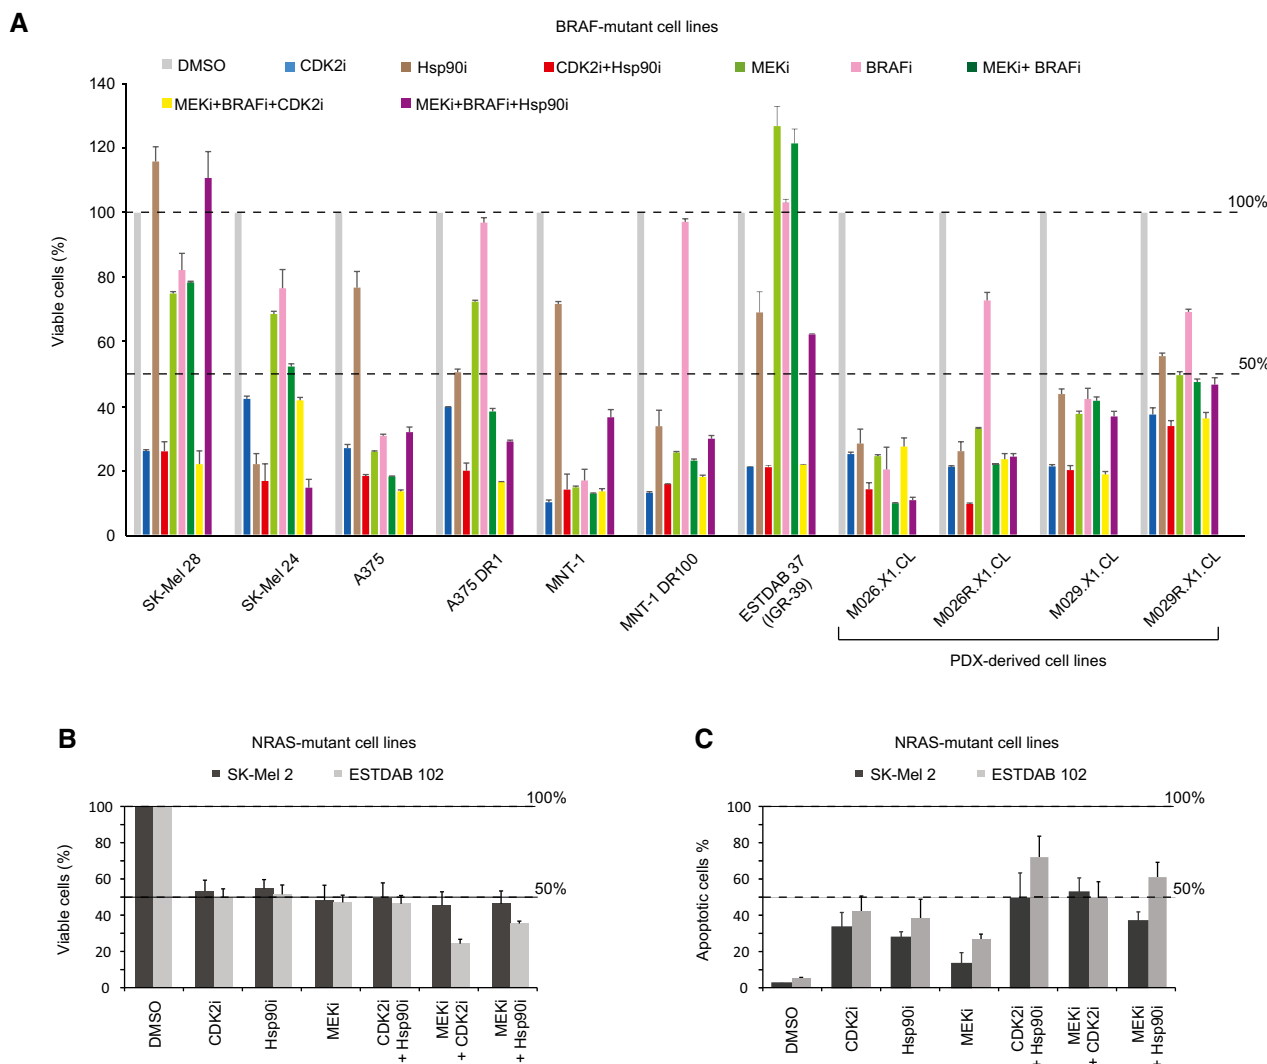 A
BRAF-mutant cell lines
DMSO CDK2i Hsp90i CDK2i+Hsp90i MEKi BRAFi MEKi+ BRAFi
MEKi+BRAFi+CDK2i MEKi+BRAFi+Hsp90i
Viable cells (%)
140
120
100
80
60
40
20
0
100%
50%
SK-Mel 28
SK-Mel 24
A375
A375 DR1
MNT-1
MNT-1 DR100
ESTDAB 37
(IGR-39)
M026.X1.CL
M026R.X1.CL
M029.X1.CL
M029R.X1.CL
PDX-derived cell lines
B
NRAS-mutant cell lines
SK-Mel 2 ESTDAB 102
Viable cells (%)
100
80
60
40
20
0
100%
50%
DMSO
CDK2i
Hsp90i
MEKi
CDK2i
+ Hsp90i
MEKi
+ CDK2i
MEKi
+ Hsp90i
C
NRAS-mutant cell lines
SK-Mel 2 ESTDAB 102
Apoptotic cells %
100
80
60
40
20
0
100%
50%
DMSO
CDK2i
Hsp90i
MEKi
CDK2i
+ Hsp90i
MEKi
+ CDK2i
MEKi
+ Hsp90i